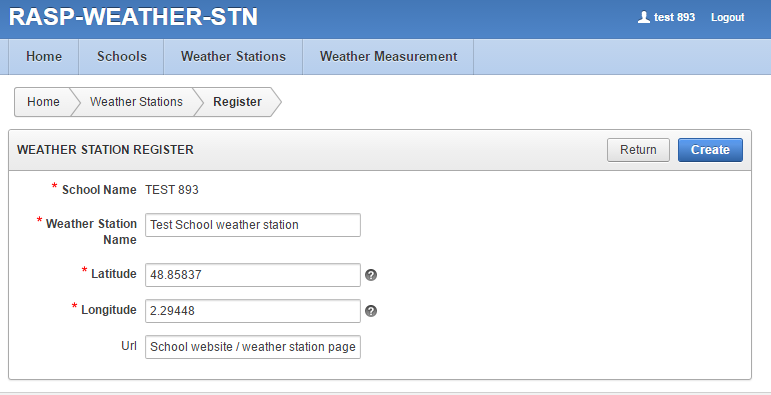 RASP-WEATHER-STN
test 893 Logout
Home Schools Weather Stations Weather Measurement
Home Weather Stations Register
WEATHER STATION REGISTER Return Create
* School Name TEST 893
* Weather Station Name Test School weather station
* Latitude 48.85837 ?
* Longitude 2.29448 ?
Url School website / weather station page